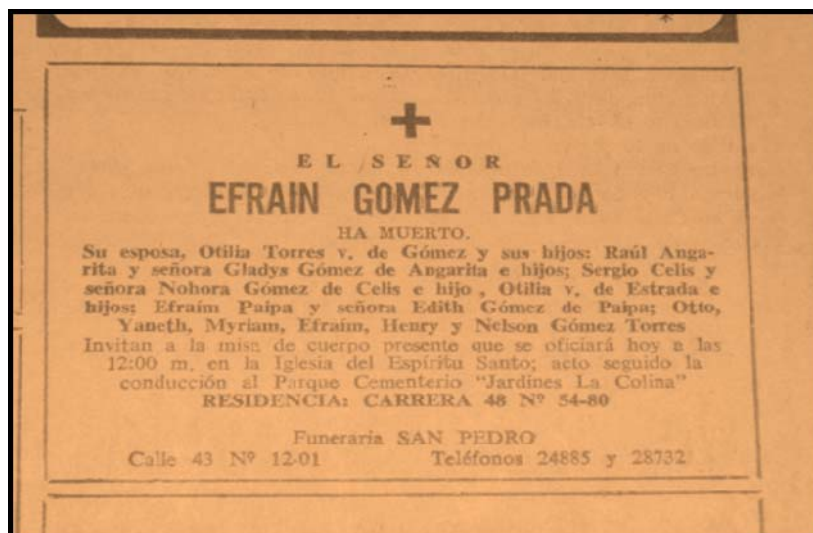 EL SEÑOR
EFRAIN GOMEZ PRADA
HA MUERTO.
Su esposa, Otilia Torres v. de Gómez y sus hijos: Raúl Anga-
rita y señora Gladys Gómez de Angarita e hijos; Sergio Celis y
señora Nohora Gómez de Celis e hijo, Otilia v. de Estrada e
hijos; Efraím Paipa y señora Edith Gómez de Paipa; Otto,
Yaneth, Myriam, Efraím, Henry y Nelson Gómez Torres
Invitan a la misa de cuerpo presente que se oficiará hoy a las
12:00 m. en la Iglesia del Espíritu Santo; acto seguido la
conducción al Parque Cementerio "Jardines La Colina"
RESIDENCIA: CARRERA 48 Nº 54-80
Funeraria SAN PEDRO
Calle 43 Nº 12-01 Teléfonos 24885 y 28732